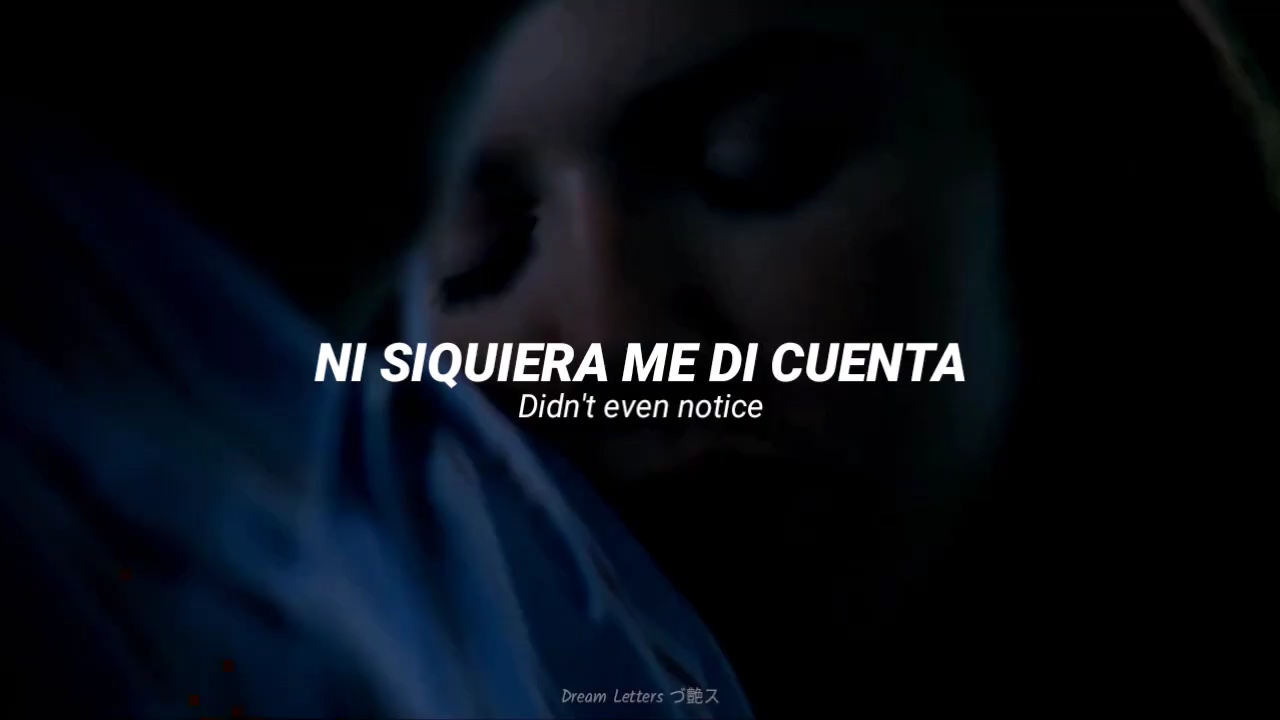 NI SIQUIERA ME DI CUENTA
Didn't even notice
Dream Letters づ艶ス